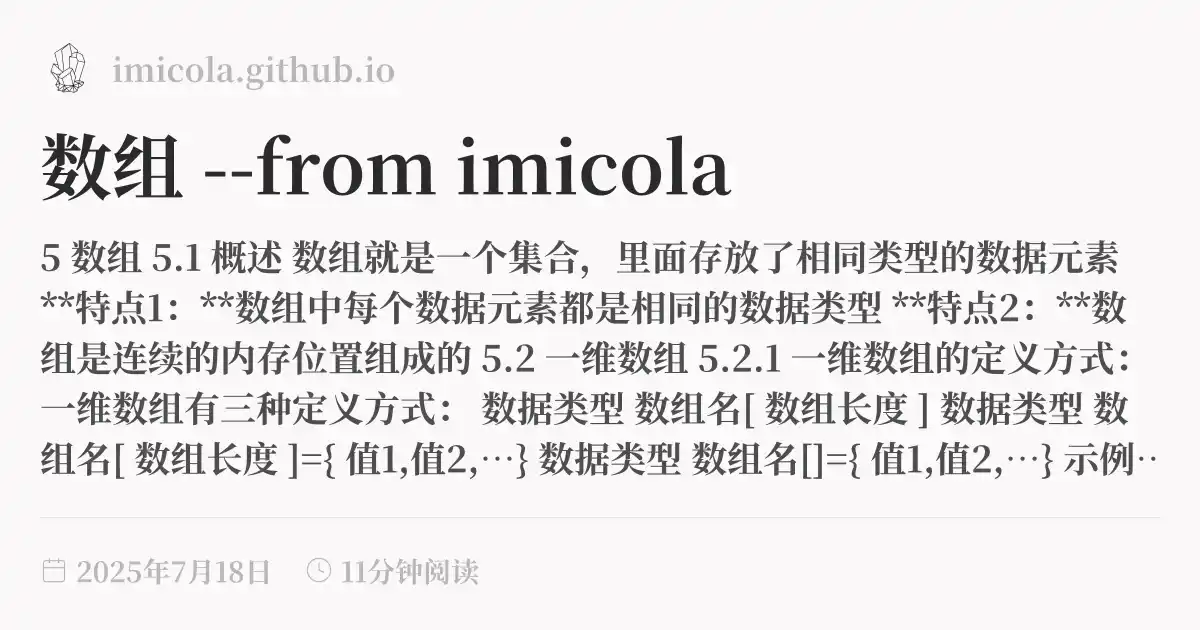 imicola.github.io
数组 --from imicola
5 数组 5.1 概述 数组就是一个集合，里面存放了相同类型的数据元素
**特点1：**数组中每个数据元素都是相同的数据类型 **特点2：**数
组是连续的内存位置组成的 5.2 一维数组 5.2.1 一维数组的定义方式：
一维数组有三种定义方式： 数据类型 数组名[ 数组长度 ] 数据类型 数
组名[ 数组长度 ]={ 值1,值2,…} 数据类型 数组名[]={ 值1,值2,…} 示例…
2025年7月18日 11分钟阅读